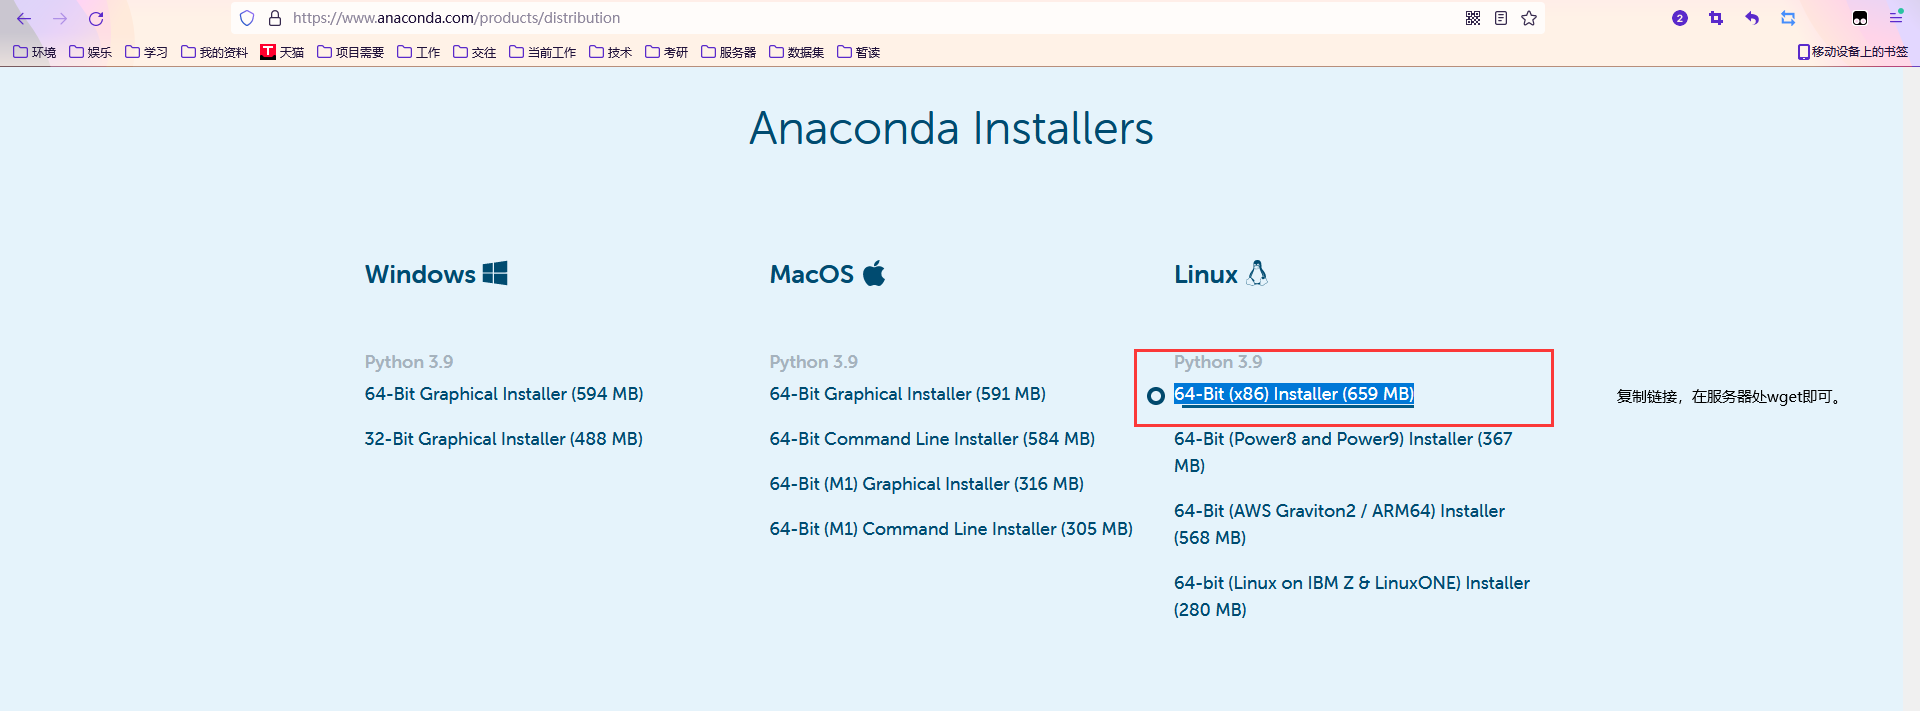 https://www.anaconda.com/products/distribution
2
环境 娱乐 学习 我的资料 T 天猫 项目需要 工作 交往 当前工作 技术 考研 服务器 数据集 暂读 移动设备上的书签
Anaconda Installers
Windows
Python 3.9
64-Bit Graphical Installer (594 MB)
32-Bit Graphical Installer (488 MB)
MacOS
Python 3.9
64-Bit Graphical Installer (591 MB)
64-Bit Command Line Installer (584 MB)
64-Bit (M1) Graphical Installer (316 MB)
64-Bit (M1) Command Line Installer (305 MB)
Linux
Python 3.9
64-Bit (x86) Installer (659 MB)
64-Bit (Power8 and Power9) Installer (367
MB)
64-Bit (AWS Graviton2 / ARM64) Installer
(568 MB)
64-bit (Linux on IBM Z & LinuxONE) Installer
(280 MB)
复制链接，在服务器处wget即可。